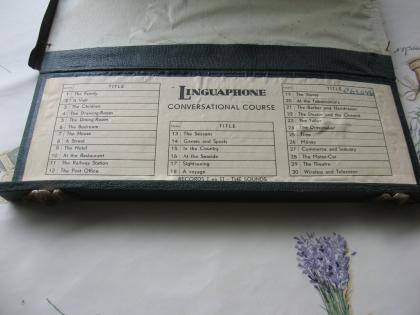 TITLE
1 The Family
2 A Visit
3 The Children
4 The Drawing-Room
5 The Dining-Room
6 The Bedroom
7 The House
8 A Street
9 The Hotel
10 At the Restaurant
11 The Railway Station
12 The Post Office
LINGUAPHONE
CONVERSATIONAL COURSE
TITLE
13 The Seasons
14 Games and Sports
15 In the Country
16 At the Seaside
17 Sightseeing
18 A voyage
RECORDS I TO II - THE SOUNDS
TITLE
19 The Stores
20 At the Tobacconist's
21 The Barber and Hairdresser
22 The Doctor and the Dentist
23 The Tailor
24 The Dressmaker
25 Time
26 Money
27 Commerce and Industry
28 The Motor-Car
29 The Theatre
30 Wireless and Television